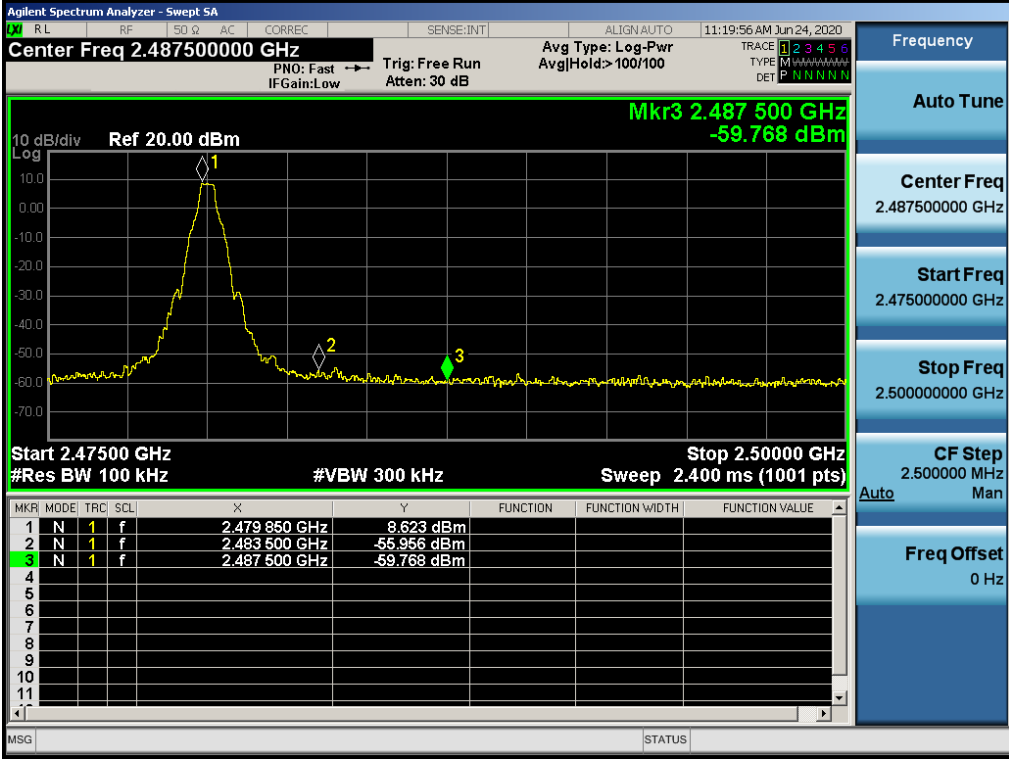 Agilent Spectrum Analyzer - Swept SA
LXI RL RF 50 Ω AC CORREC SENSE:INT ALIGN AUTO 11:19:56 AM Jun 24, 2020
Center Freq 2.487500000 GHz
PNO: Fast
IFGain:Low
Trig: Free Run
Atten: 30 dB
Avg Type: Log-Pwr
Avg|Hold:>100/100
TRACE 1 2 3 4 5 6
TYPE M
DET P N N N N N
Mkr3 2.487 500 GHz
-59.768 dBm
10 dB/div
Log
Ref 20.00 dBm
10.0
0.00
-10.0
-20.0
-30.0
-40.0
-50.0
-60.0
-70.0
1
2
3
Start 2.47500 GHz
Stop 2.50000 GHz
#Res BW 100 kHz
#VBW 300 kHz
Sweep 2.400 ms (1001 pts)
MKR MODE TRC SCL X Y FUNCTION FUNCTION WIDTH FUNCTION VALUE
1 N 1 f 2.479 850 GHz 8.623 dBm
2 N 1 f 2.483 500 GHz -55.956 dBm
3 N 1 f 2.487 500 GHz -59.768 dBm
4
5
6
7
8
9
10
11
MSG
STATUS
Frequency
Auto Tune
Center Freq
2.487500000 GHz
Start Freq
2.475000000 GHz
Stop Freq
2.500000000 GHz
CF Step
2.500000 MHz
Auto Man
Freq Offset
0 Hz